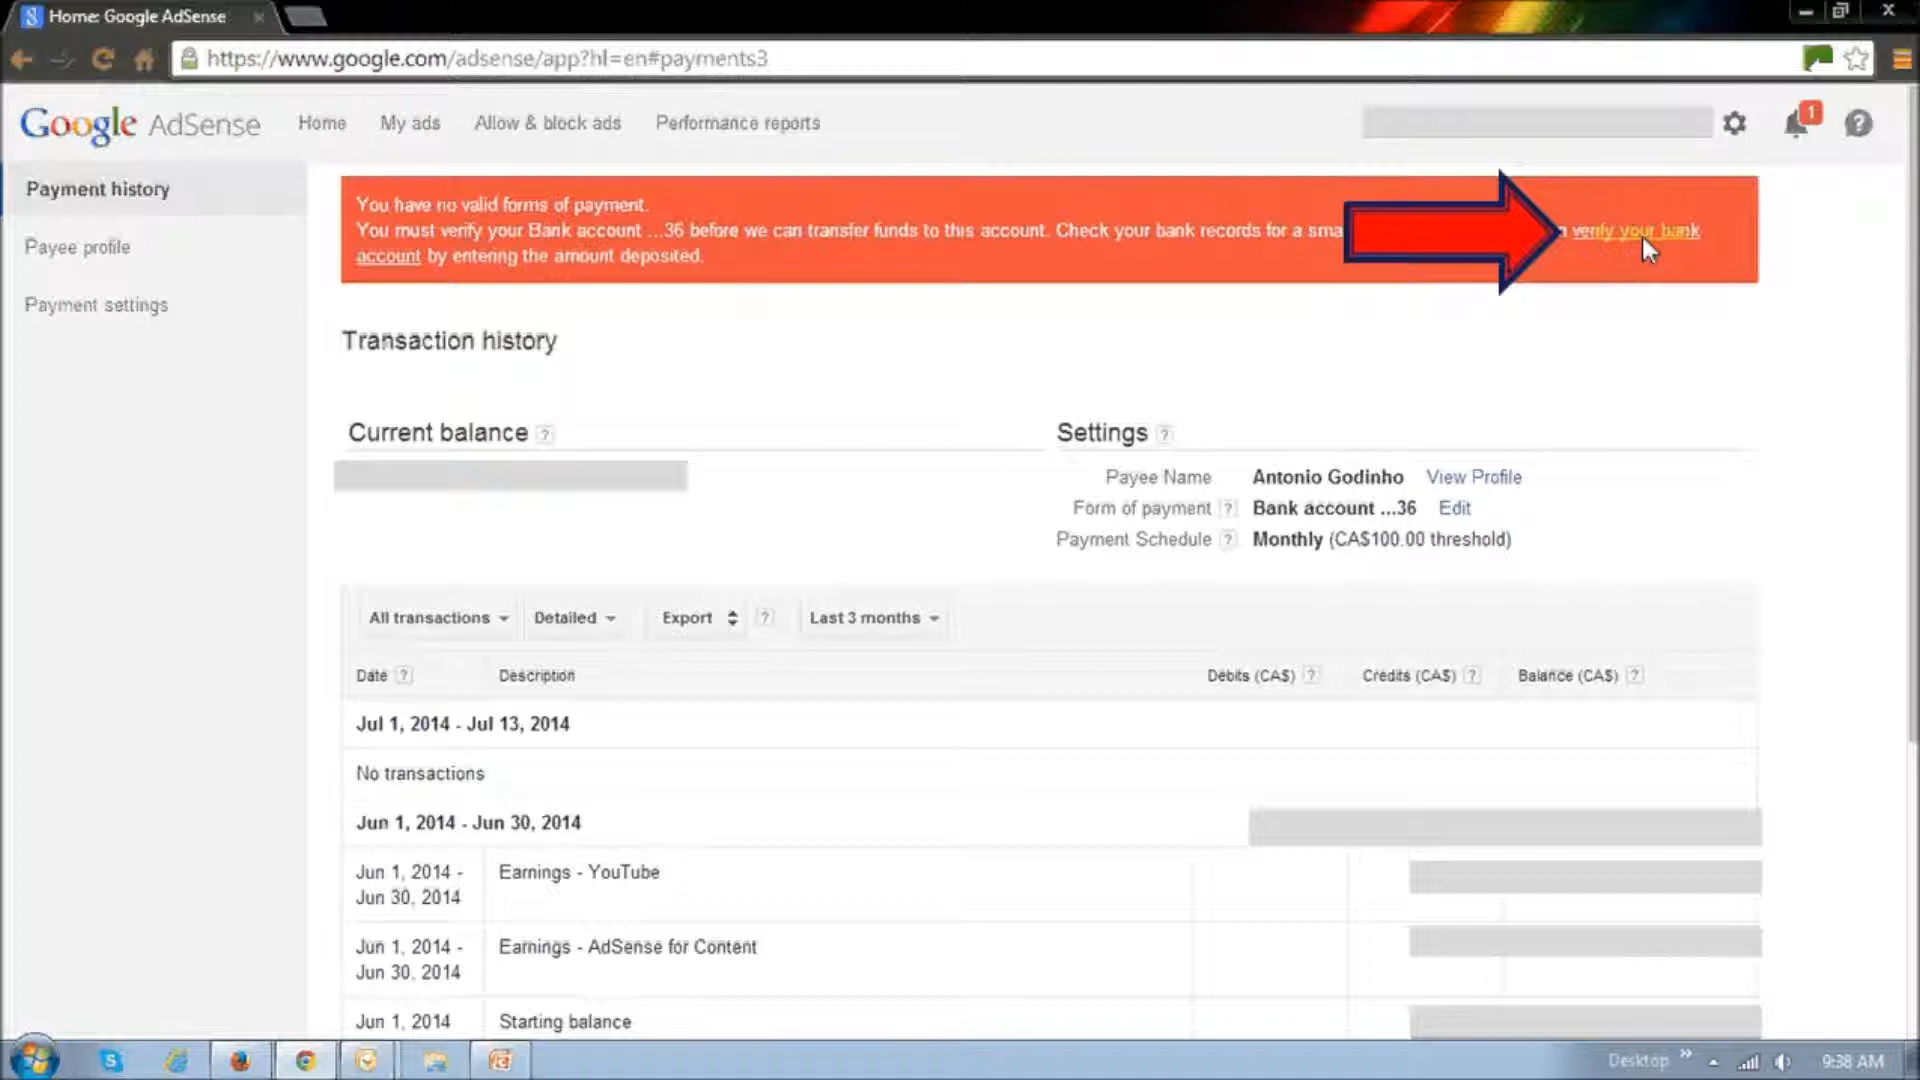 Home: Google AdSense
https://www.google.com/adsense/app?hl=en#payments3
Google AdSense Home My ads Allow & block ads Performance reports 1
Payment history
Payee profile
Payment settings
You have no valid forms of payment.
You must verify your Bank account ...36 before we can transfer funds to this account. Check your bank records for a verify your bank
account by entering the amount deposited.
Transaction history
Current balance ?
Settings ?
Payee Name Antonio Godinho View Profile
Form of payment ? Bank account ...36 Edit
Payment Schedule ? Monthly (CA$100.00 threshold)
All transactions Detailed Export ? Last 3 months
Date ? Description Debits (CA$) ? Credits (CA$) ? Balance (CA$) ?
Jul 1, 2014 - Jul 13, 2014
No transactions
Jun 1, 2014 - Jun 30, 2014
Jun 1, 2014 - Earnings - YouTube
Jun 30, 2014
Jun 1, 2014 - Earnings - AdSense for Content
Jun 30, 2014
Jun 1, 2014 Starting balance
Desktop 9:38 AM